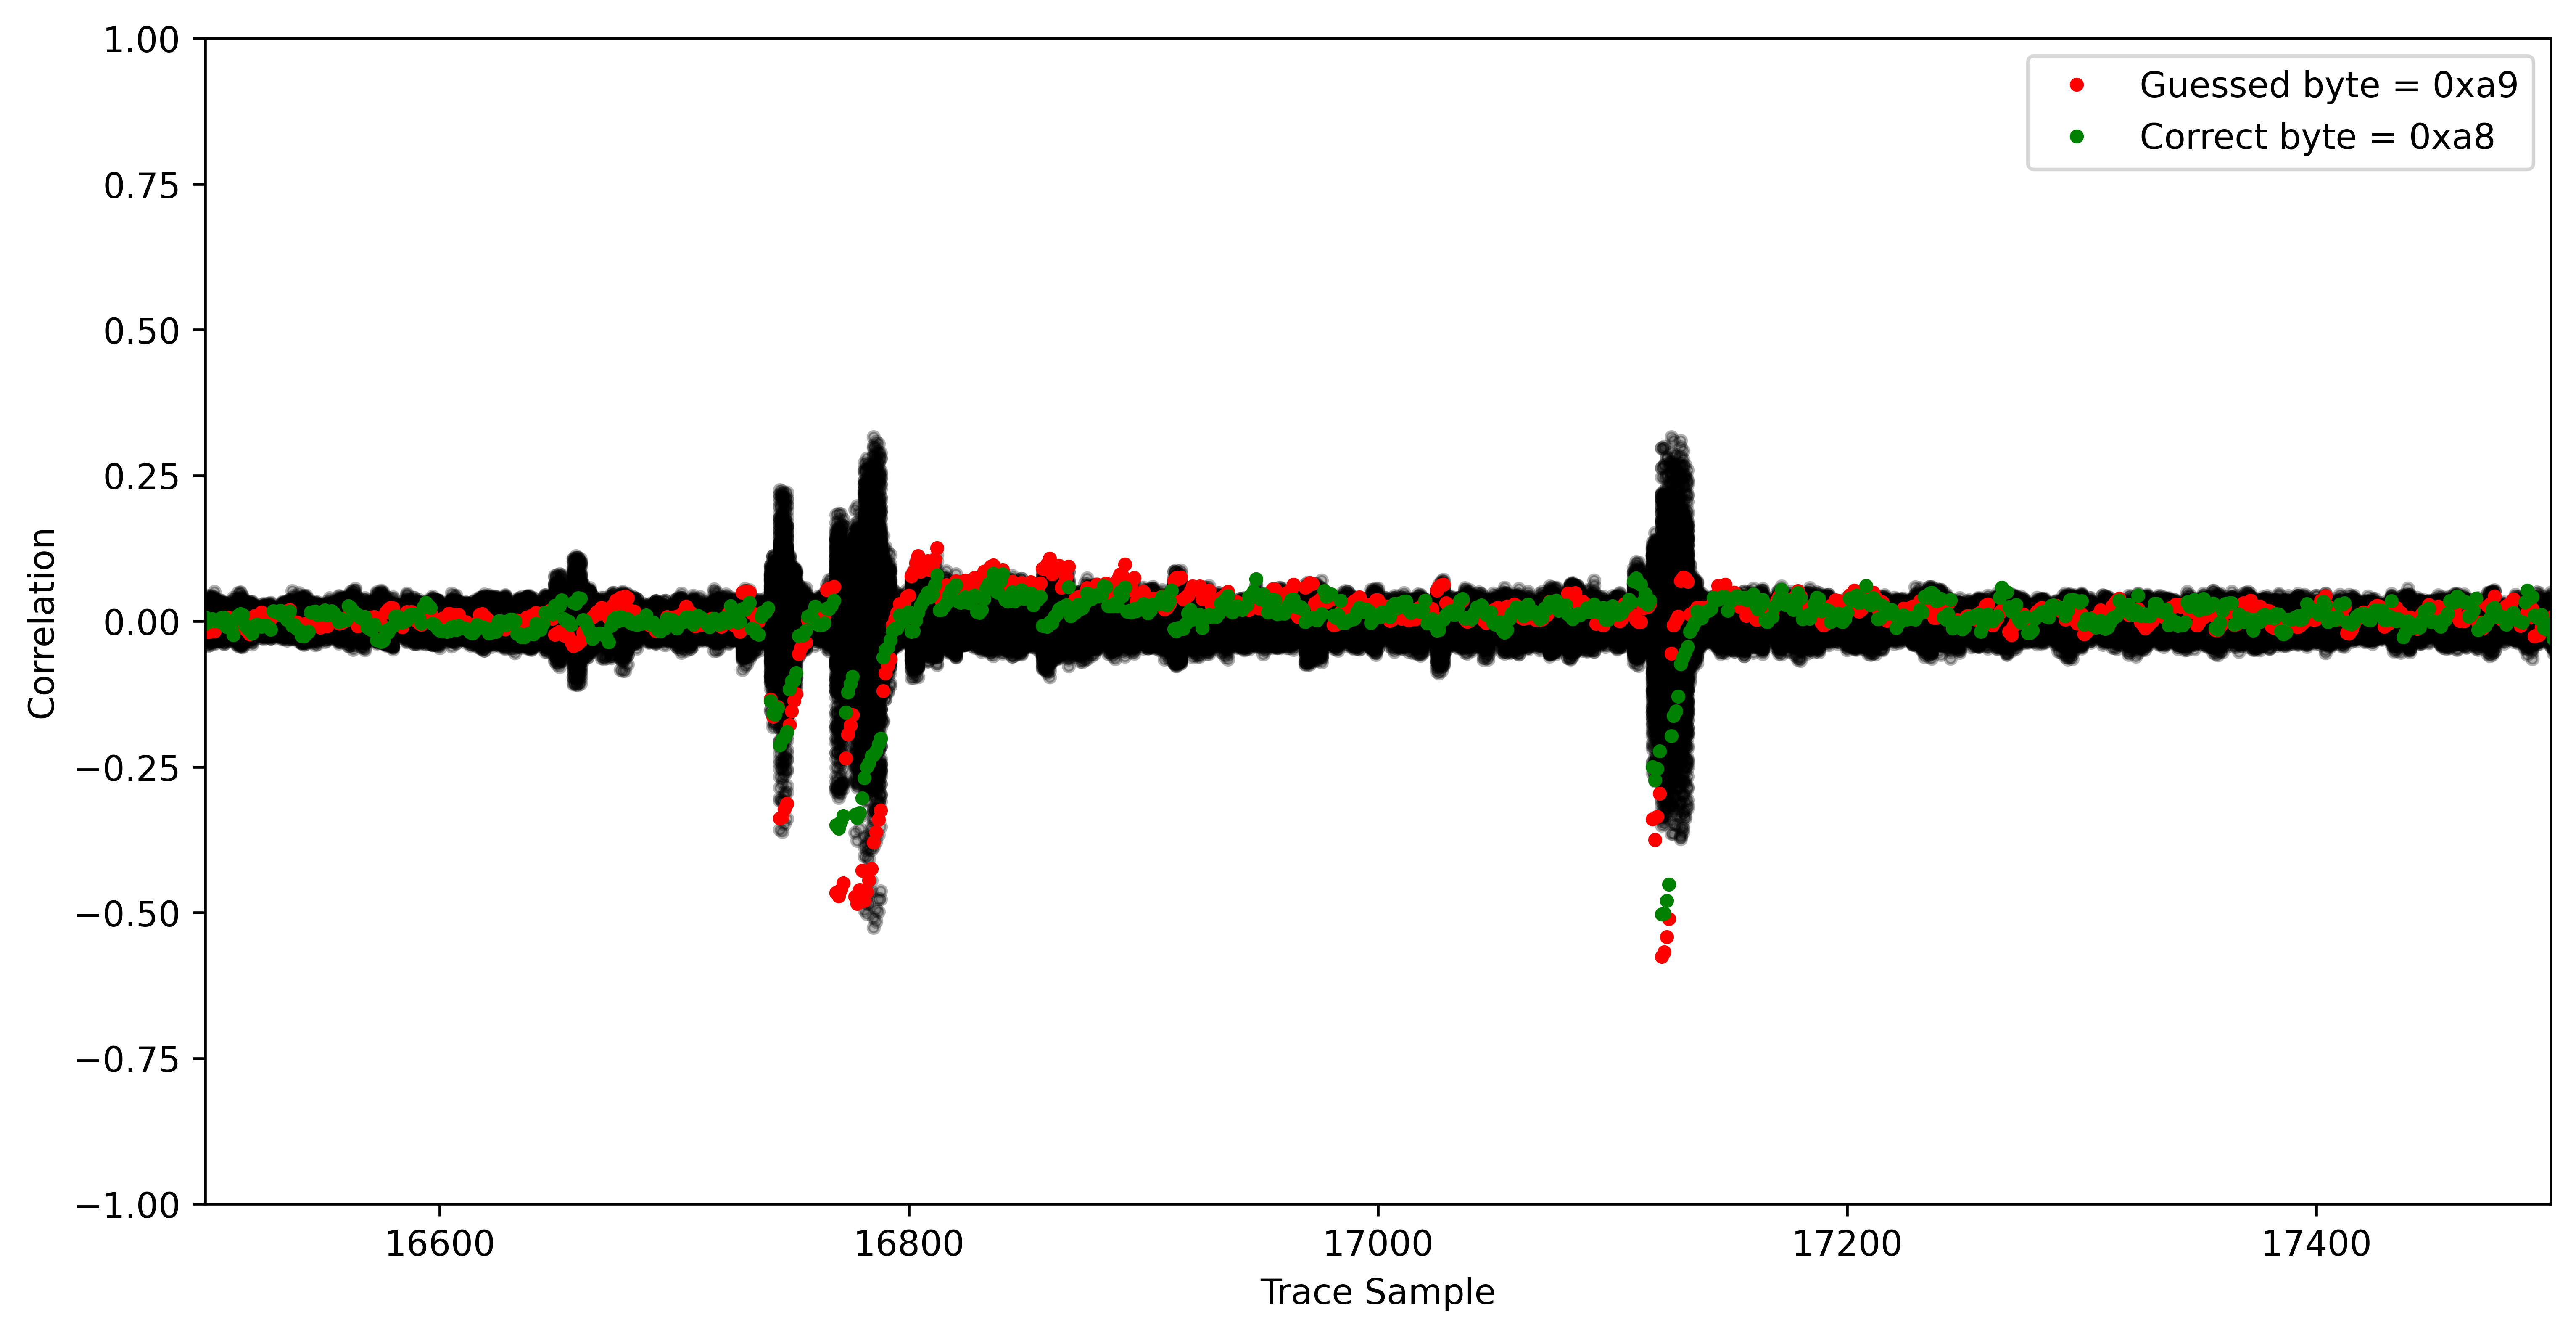 1.00
0.75
0.50
0.25
0.00
−0.25
−0.50
−0.75
−1.00
Correlation
Guessed byte = 0xa9
Correct byte = 0xa8
16600 16800 17000 17200 17400
Trace Sample